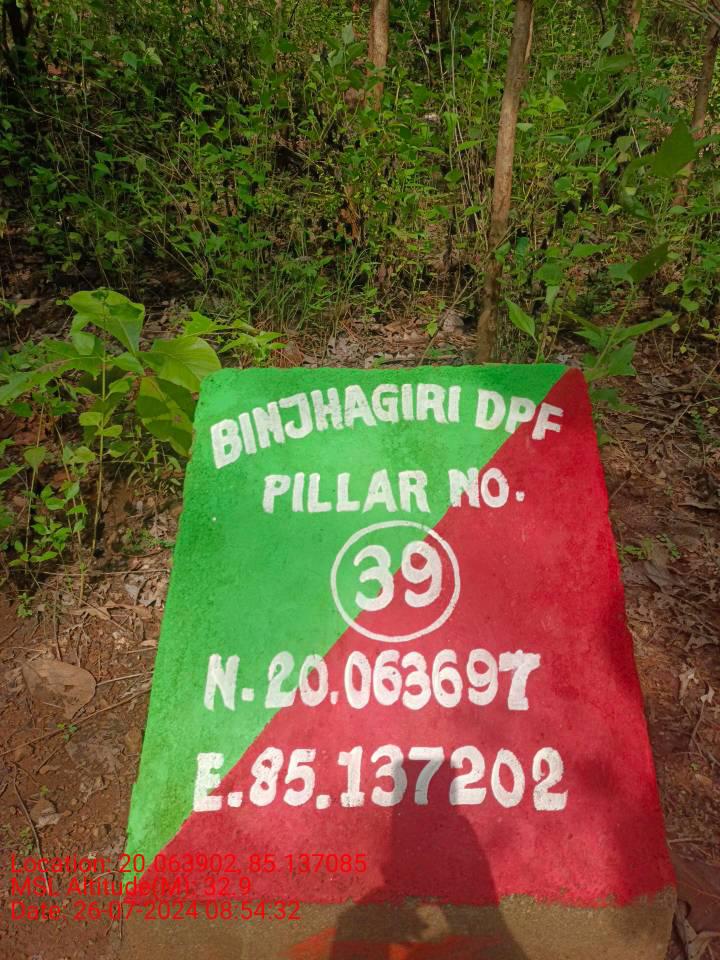 BINJHAGIRI DPF
PILLAR NO.
39
N. 20.063697
E. 85.137202
Location: 20.063902, 85.137085
MSL Altitude(M): 32.9
Date: 26-07-2024 08:54:32